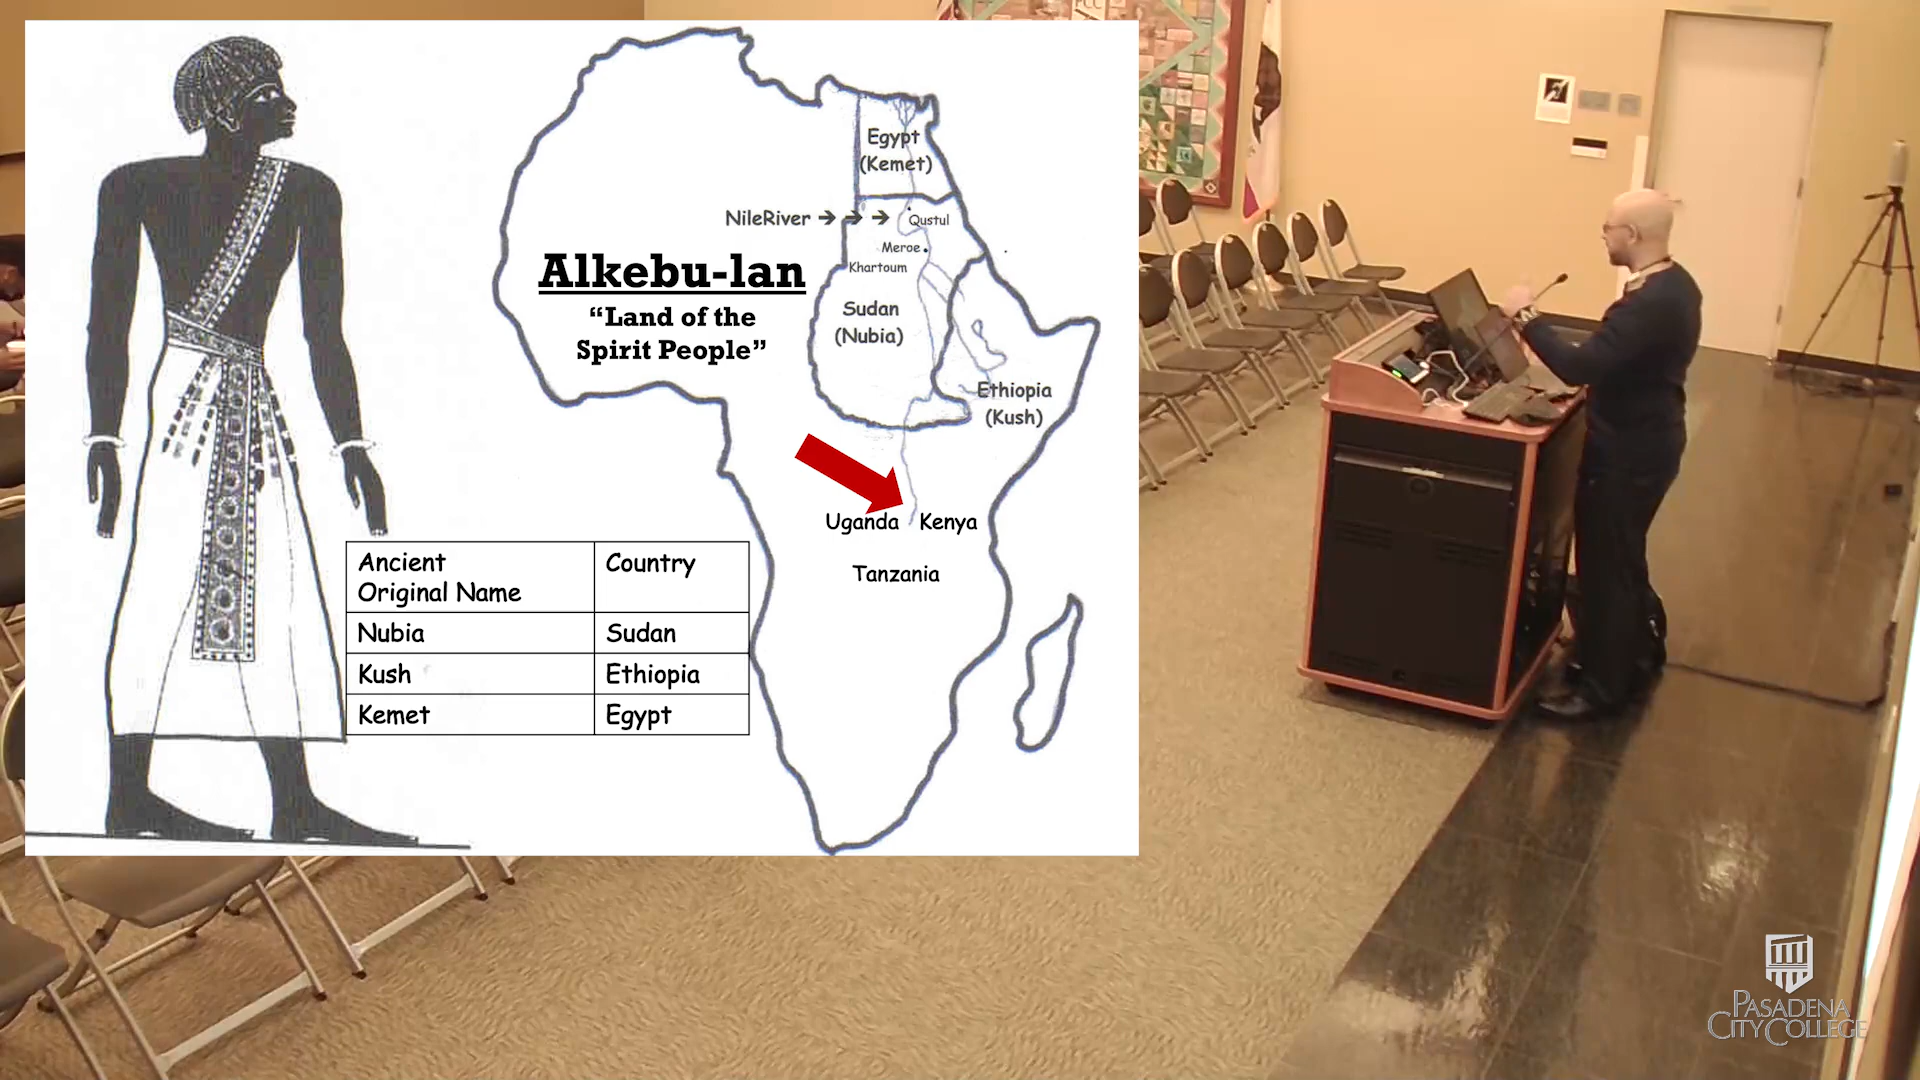 Egypt
(Kemet)
NileRiver → → →
Qustul
Meroe
Khartoum
Alkebu-lan
“Land of the
Spirit People”
Sudan
(Nubia)
Ethiopia
(Kush)
Uganda
Kenya
Tanzania
Ancient
Original Name
Country
Nubia
Sudan
Kush
Ethiopia
Kemet
Egypt
PCC
PASADENA
CITY COLLEGE